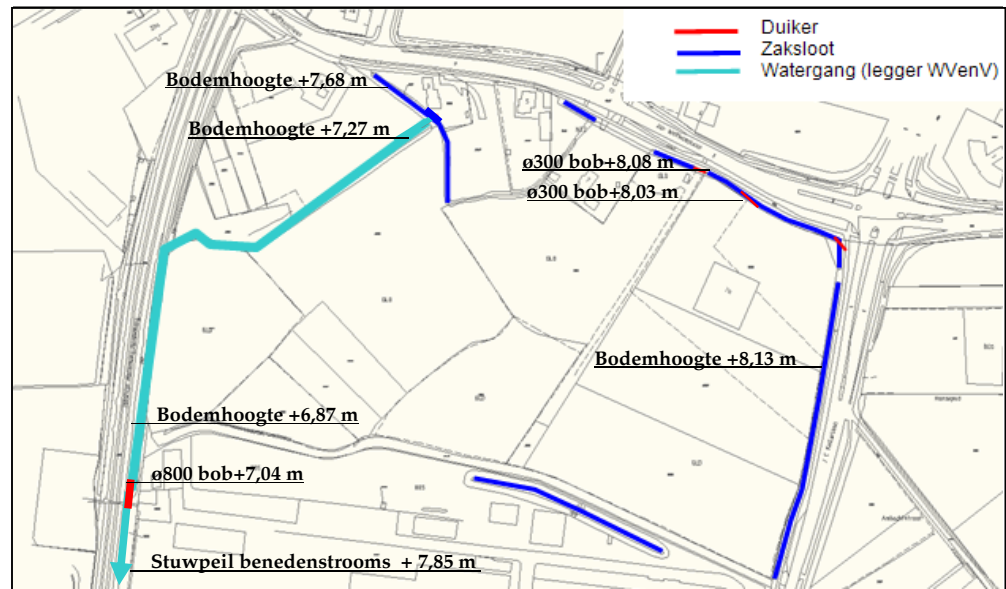 Duiker
Zaksloot
Watergang (legger WVenV)
Bodemhoogte +7,68 m
Bodemhoogte +7,27 m
ø300 bob+8,08 m
ø300 bob+8,03 m
Bodemhoogte +8,13 m
Bodemhoogte +6,87 m
ø800 bob+7,04 m
Stuwpeil benedenstrooms + 7,85 m